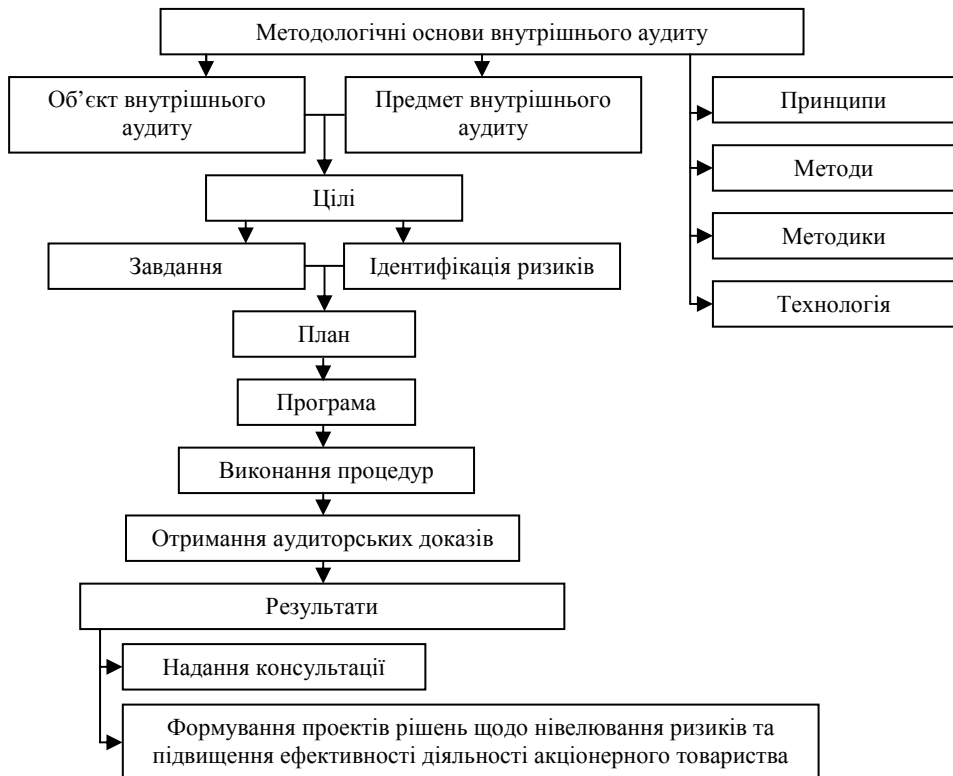 Методологічні основи внутрішнього аудиту
Об’єкт внутрішнього
аудиту
Предмет внутрішнього
аудиту
Принципи
Методи
Методики
Технологія
Цілі
Завдання
Ідентифікація ризиків
План
Програма
Виконання процедур
Отримання аудиторських доказів
Результати
Надання консультації
Формування проектів рішень щодо нівелювання ризиків та
підвищення ефективності діяльності акціонерного товариства